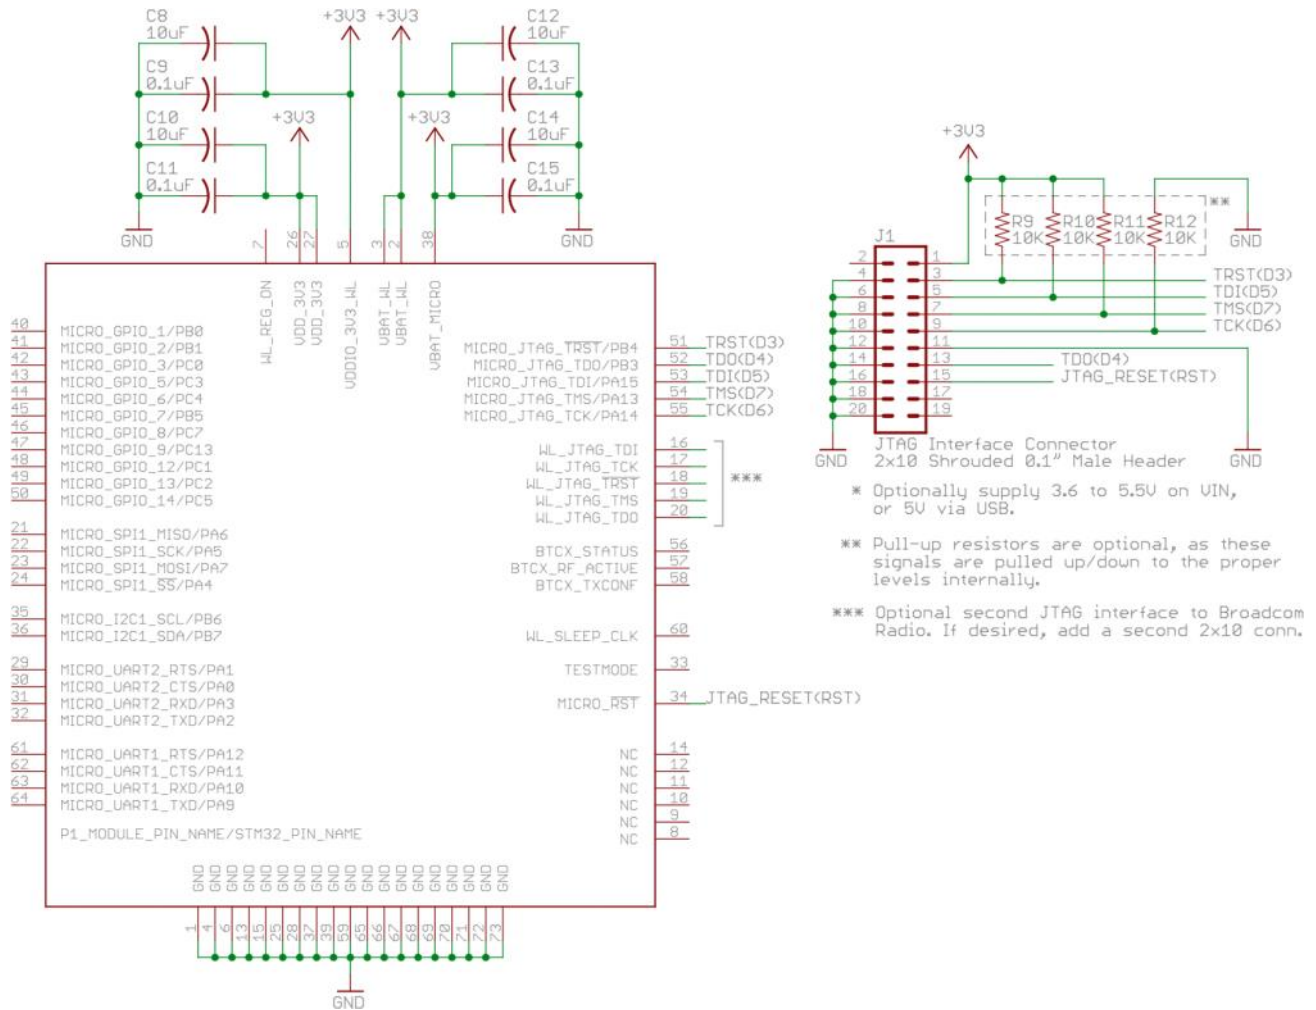 C8
10uF
C9
0.1uF
C10
10uF
C11
0.1uF
+3V3
+3V3
+3V3
+3V3
C12
10uF
C13
0.1uF
C14
10uF
C15
0.1uF
GND
GND
7
26
27
5
3
2
38
WL_REG_ON
VDD_3V3
VDD_3V3
VDDIO_3V3_WL
VBAT_WL
VBAT_WL
VBAT_MICRO
40 MICRO_GPIO_1/PB0
41 MICRO_GPIO_2/PB1
42 MICRO_GPIO_3/PC0
43 MICRO_GPIO_5/PC3
44 MICRO_GPIO_6/PC4
45 MICRO_GPIO_7/PB5
46 MICRO_GPIO_8/PC7
47 MICRO_GPIO_9/PC13
48 MICRO_GPIO_12/PC1
49 MICRO_GPIO_13/PC2
50 MICRO_GPIO_14/PC5
21 MICRO_SPI1_MISO/PA6
22 MICRO_SPI1_SCK/PA5
23 MICRO_SPI1_MOSI/PA7
24 MICRO_SPI1_SS/PA4
35 MICRO_I2C1_SCL/PB6
36 MICRO_I2C1_SDA/PB7
29 MICRO_UART2_RTS/PA1
30 MICRO_UART2_CTS/PA0
31 MICRO_UART2_RXD/PA3
32 MICRO_UART2_TXD/PA2
61 MICRO_UART1_RTS/PA12
62 MICRO_UART1_CTS/PA11
63 MICRO_UART1_RXD/PA10
64 MICRO_UART1_TXD/PA9
P1_MODULE_PIN_NAME/STM32_PIN_NAME
MICRO_JTAG_TRST/PB4 51 TRST(D3)
MICRO_JTAG_TDO/PB3 52 TDO(D4)
MICRO_JTAG_TDI/PA15 53 TDI(D5)
MICRO_JTAG_TMS/PA13 54 TMS(D7)
MICRO_JTAG_TCK/PA14 55 TCK(D6)
WL_JTAG_TDI 16
WL_JTAG_TCK 17
WL_JTAG_TRST 18 ***
WL_JTAG_TMS 19
WL_JTAG_TDO 20
BTCX_STATUS 56
BTCX_RF_ACTIVE 57
BTCX_TXCONF 58
WL_SLEEP_CLK 60
TESTMODE 33
MICRO_RST 34 JTAG_RESET(RST)
NC 14
NC 12
NC 11
NC 10
NC 9
NC 8
GND GND GND GND GND GND GND GND GND GND GND GND GND GND GND GND GND GND GND
1 4 6 13 15 25 28 37 39 59 65 66 67 68 69 70 71 72 73
GND
+3V3
**
R9 R10 R11 R12
10K 10K 10K 10K
GND
J1
2 1
4 3 TRST(D3)
6 5 TDI(D5)
8 7 TMS(D7)
10 9 TCK(D6)
12 11
14 13 TDO(D4)
16 15 JTAG_RESET(RST)
18 17
20 19
GND
GND
JTAG Interface Connector
2x10 Shrouded 0.1" Male Header
* Optionally supply 3.6 to 5.5V on VIN,
or 5V via USB.
** Pull-up resistors are optional, as these
signals are pulled up/down to the proper
levels internally.
*** Optional second JTAG interface to Broadcom
Radio. If desired, add a second 2x10 conn.